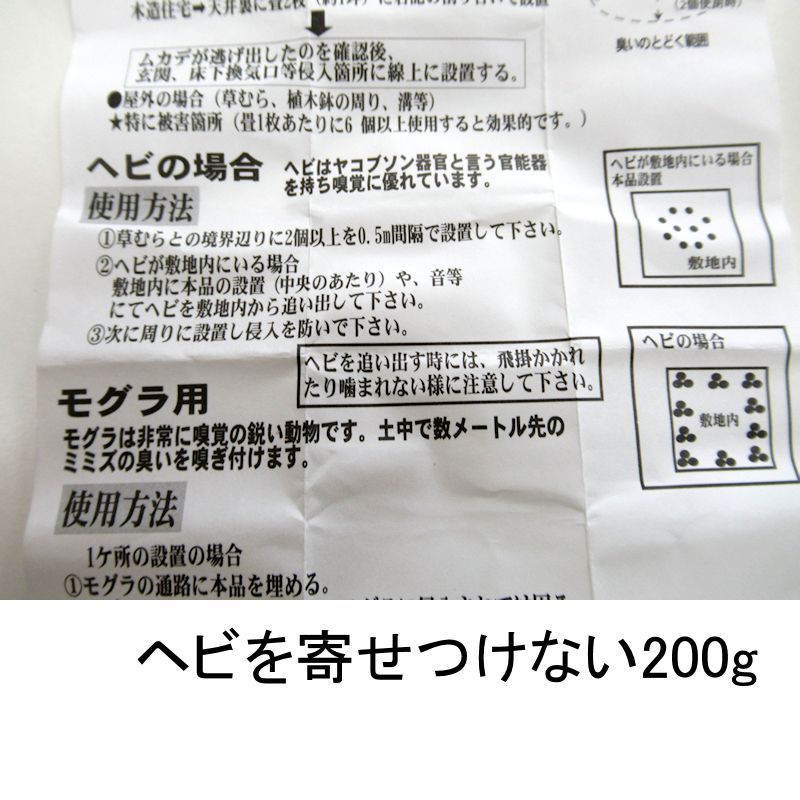 木造住宅➡天井裏に畳2枚
(2個使用時)
臭いのとどく範囲
ムカデが逃げ出したのを確認後、
玄関、床下換気口等侵入箇所に線上に設置する。
●屋外の場合（草むら、植木鉢の周り、溝等）
★特に被害箇所（畳1枚あたりに6 個以上使用すると効果的です。）
ヘビの場合
ヘビはヤコブソン器官と言う官能器
を持ち嗅覚に優れています。
使用方法
①草むらとの境界辺りに2個以上を0.5m間隔で設置して下さい。
②ヘビが敷地内にいる場合
敷地内に本品の設置（中央のあたり）や、音等
にてヘビを敷地内から追い出して下さい。
③次に周りに設置し侵入を防いで下さい。
ヘビが敷地内にいる場合
本品設置
敷地内
ヘビを追い出す時には、飛掛かかれ
たり噛まれない様に注意して下さい。
ヘビの場合
敷地内
モグラ用
モグラは非常に嗅覚の鋭い動物です。土中で数メートル先の
ミミズの臭いを嗅ぎ付けます。
使用方法
1ケ所の設置の場合
①モグラの通路に本品を埋める。
ヘビを寄せつけない200g